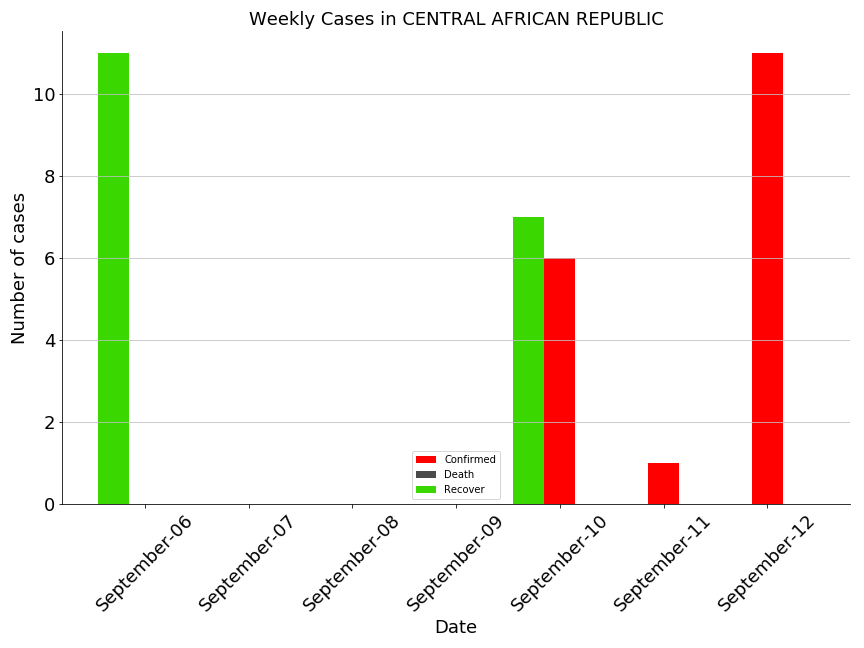 Weekly Cases in CENTRAL AFRICAN REPUBLIC
Number of cases
10
8
6
4
2
0
Confirmed
Death
Recover
September-06
September-07
September-08
September-09
September-10
September-11
September-12
Date